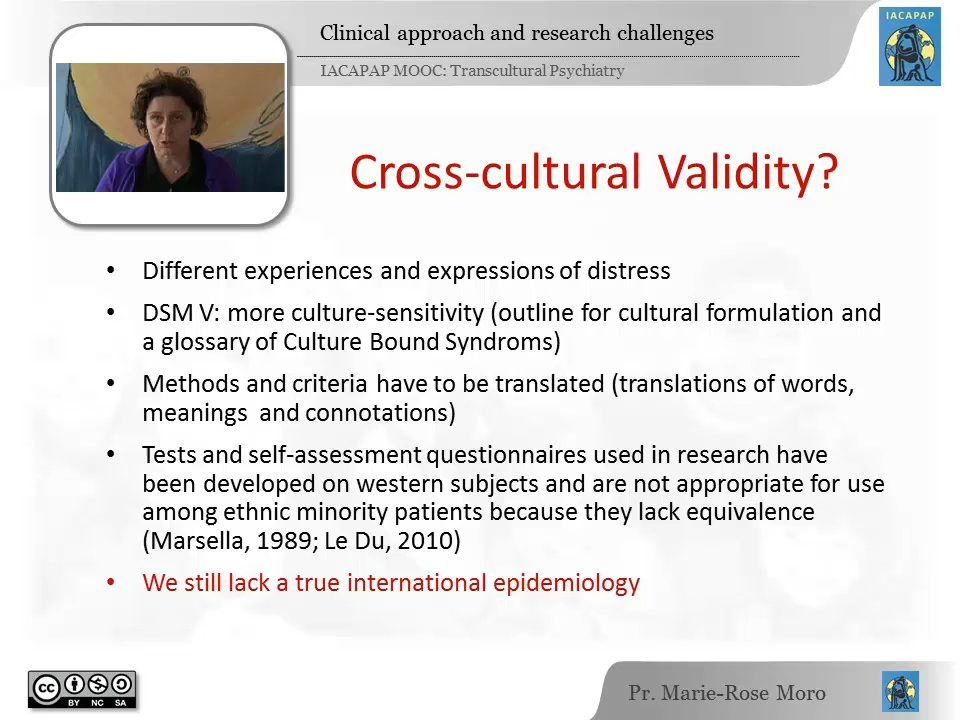 Clinical approach and research challenges
IACAPAP MOOC: Transcultural Psychiatry
IACAPAP
Cross-cultural Validity?
• Different experiences and expressions of distress
• DSM V: more culture-sensitivity (outline for cultural formulation and
a glossary of Culture Bound Syndroms)
• Methods and criteria have to be translated (translations of words,
meanings and connotations)
• Tests and self-assessment questionnaires used in research have
been developed on western subjects and are not appropriate for use
among ethnic minority patients because they lack equivalence
(Marsella, 1989; Le Du, 2010)
• We still lack a true international epidemiology
cc
BY NC SA
Pr. Marie-Rose Moro